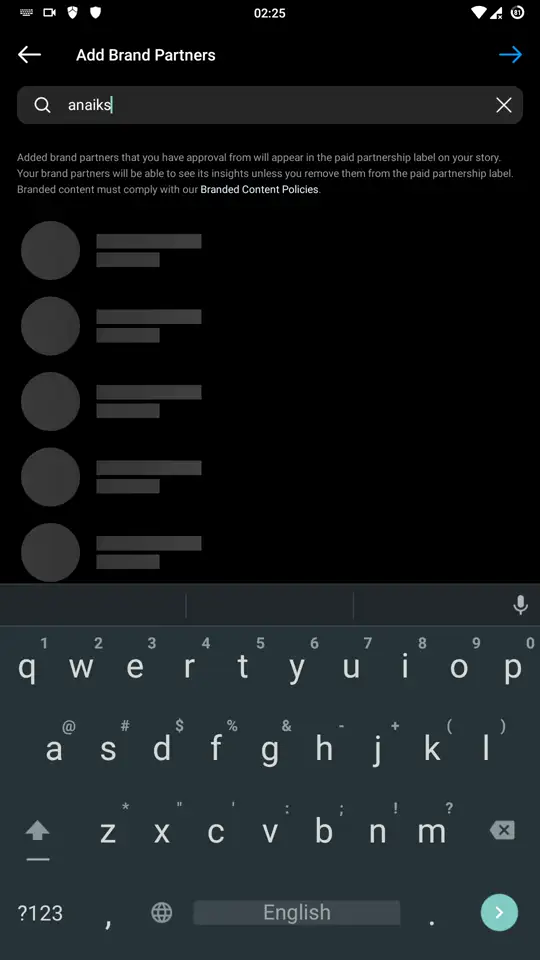 02:25
81
Add Brand Partners
anaiks
Added brand partners that you have approval from will appear in the paid partnership label on your story.
Your brand partners will be able to see its insights unless you remove them from the paid partnership label.
Branded content must comply with our Branded Content Policies.
1 2 3 4 5 6 7 8 9 0
q w e r t y u i o p
@ # $ % & - + ( )
a s d f g h j k l
* " ' : ; ! ?
z x c v b n m
?123 , English .